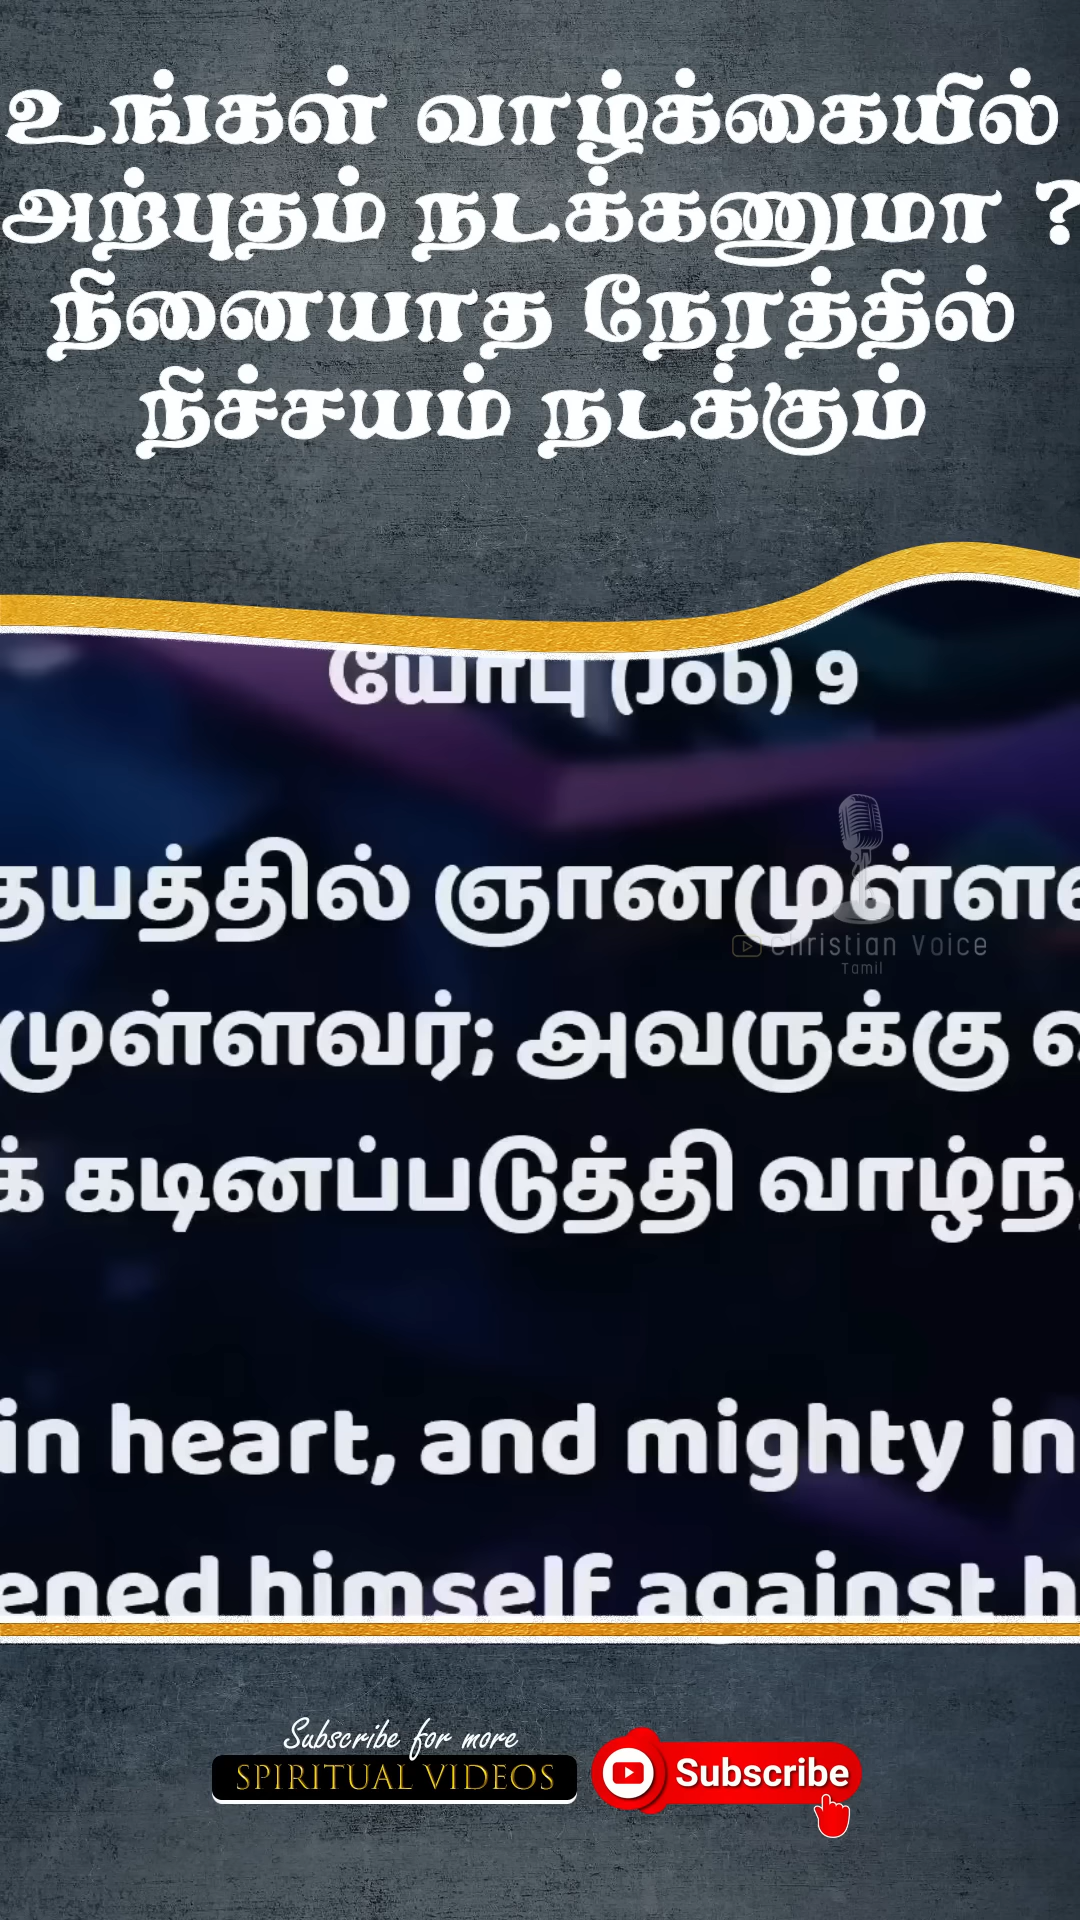 உங்கள் வாழ்க்கையில்
அற்புதம் நடக்கணுமா ?
நினையாத நேரத்தில்
நிச்சயம் நடக்கும்
யோபு (Job) 9
தயத்தில் ஞானமுள்ளவ
முள்ளவர்; அவருக்கு
க் கடினப்படுத்தி வாழ்ந்
Christian Voice
Tamil
in heart, and mighty in
ened himself against h
Subscribe for more
SPIRITUAL VIDEOS
Subscribe